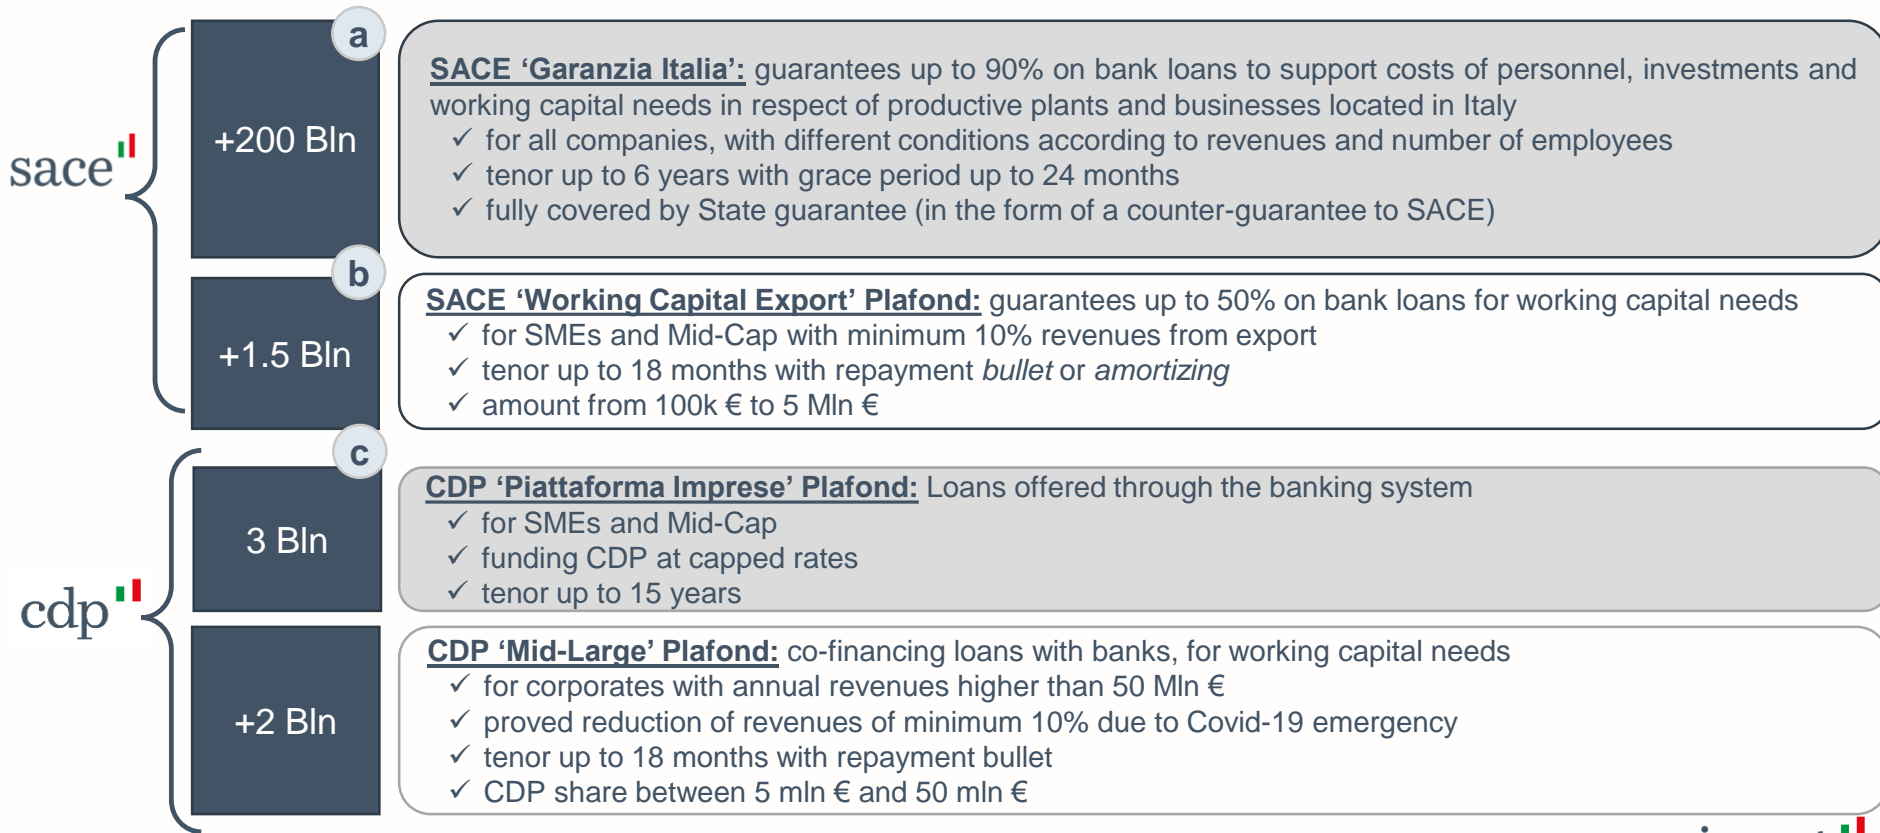 sace
a
+200 Bln
SACE ‘Garanzia Italia’: guarantees up to 90% on bank loans to support costs of personnel, investments and
working capital needs in respect of productive plants and businesses located in Italy
✓ for all companies, with different conditions according to revenues and number of employees
✓ tenor up to 6 years with grace period up to 24 months
✓ fully covered by State guarantee (in the form of a counter-guarantee to SACE)
b
+1.5 Bln
SACE ‘Working Capital Export’ Plafond: guarantees up to 50% on bank loans for working capital needs
✓ for SMEs and Mid-Cap with minimum 10% revenues from export
✓ tenor up to 18 months with repayment bullet or amortizing
✓ amount from 100k € to 5 Mln €
cdp
c
3 Bln
CDP ‘Piattaforma Imprese’ Plafond: Loans offered through the banking system
✓ for SMEs and Mid-Cap
✓ funding CDP at capped rates
✓ tenor up to 15 years
+2 Bln
CDP ‘Mid-Large’ Plafond: co-financing loans with banks, for working capital needs
✓ for corporates with annual revenues higher than 50 Mln €
✓ proved reduction of revenues of minimum 10% due to Covid-19 emergency
✓ tenor up to 18 months with repayment bullet
✓ CDP share between 5 mln € and 50 mln €